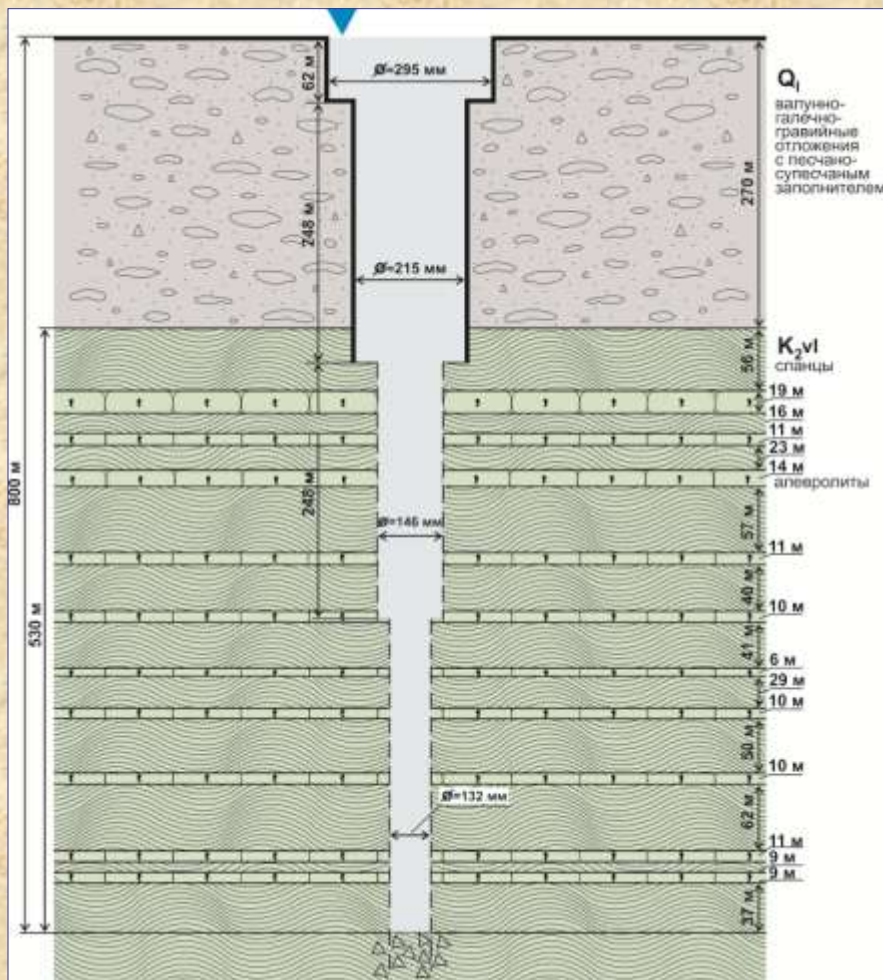 62 м
Ø=295 мм
Q₁
валунно-
галечно-
гравийные
отложения
с песчано-
супесчаным
заполнителем
270 м
248 м
Ø=215 мм
K₂vl
сланцы
56 м
19 м
16 м
11 м
23 м
14 м
алевролиты
800 м
248 м
57 м
Ø=146 мм
11 м
40 м
10 м
530 м
41 м
6 м
29 м
10 м
50 м
10 м
Ø=132 мм
62 м
11 м
9 м
9 м
37 м